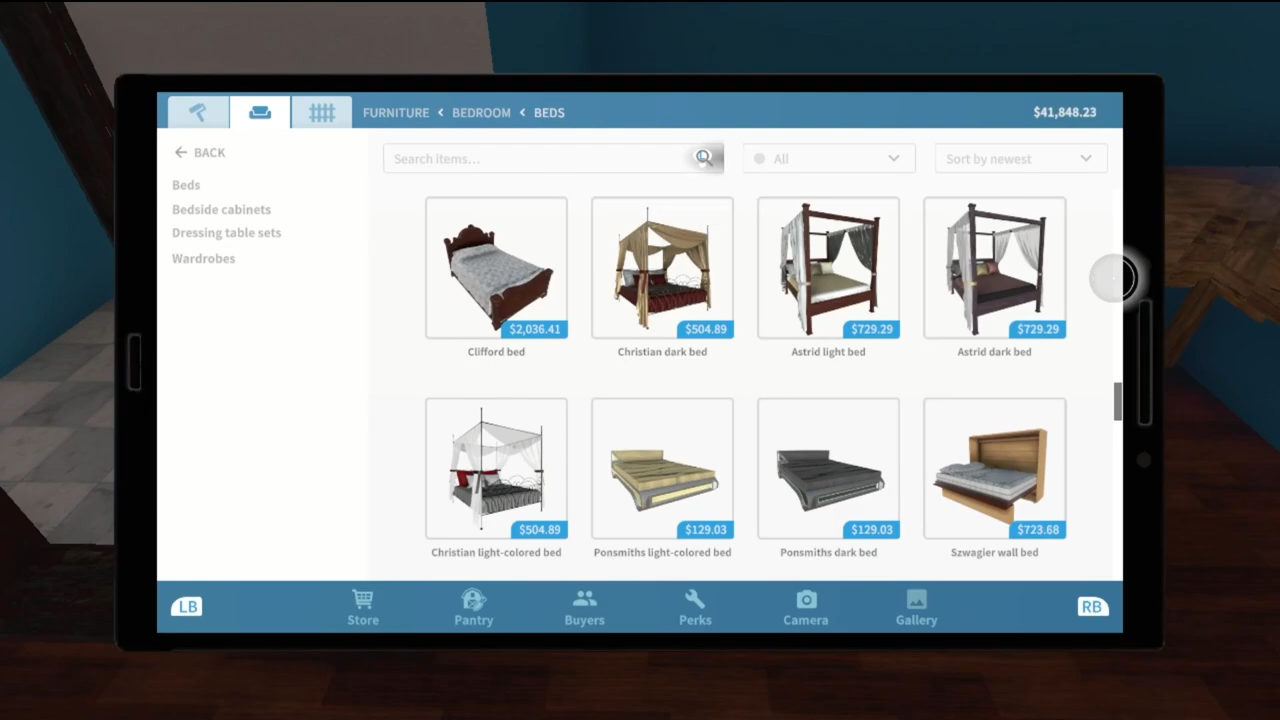 FURNITURE < BEDROOM < BEDS
$41,848.23
BACK
Search items...
All
Sort by newest
Beds
Bedside cabinets
Dressing table sets
Wardrobes
$2,036.41
$504.89
$729.29
$729.29
Clifford bed
Christian dark bed
Astrid light bed
Astrid dark bed
$504.89
$129.03
$129.03
$723.68
Christian light-colored bed
Ponsmiths light-colored bed
Ponsmiths dark bed
Szwagier wall bed
LB
Store
Pantry
Buyers
Perks
Camera
Gallery
RB